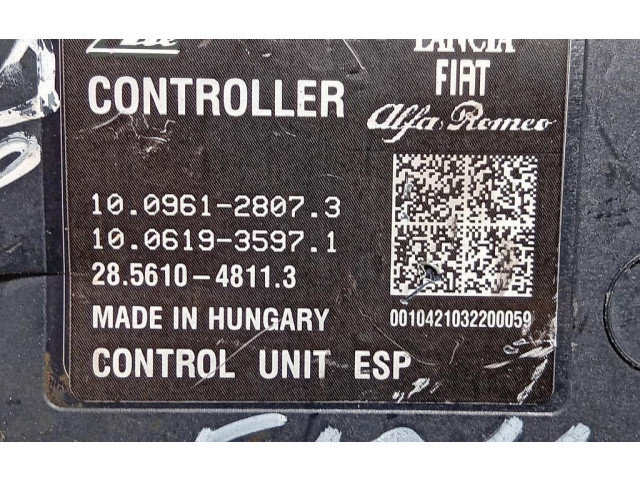 LANCIA
FIAT
CONTROLLER
Alfa Romeo
10.0961-2807.3
10.0619-3597.1
28.5610-4811.3
MADE IN HUNGARY
0010421032200059
CONTROL UNIT ESP